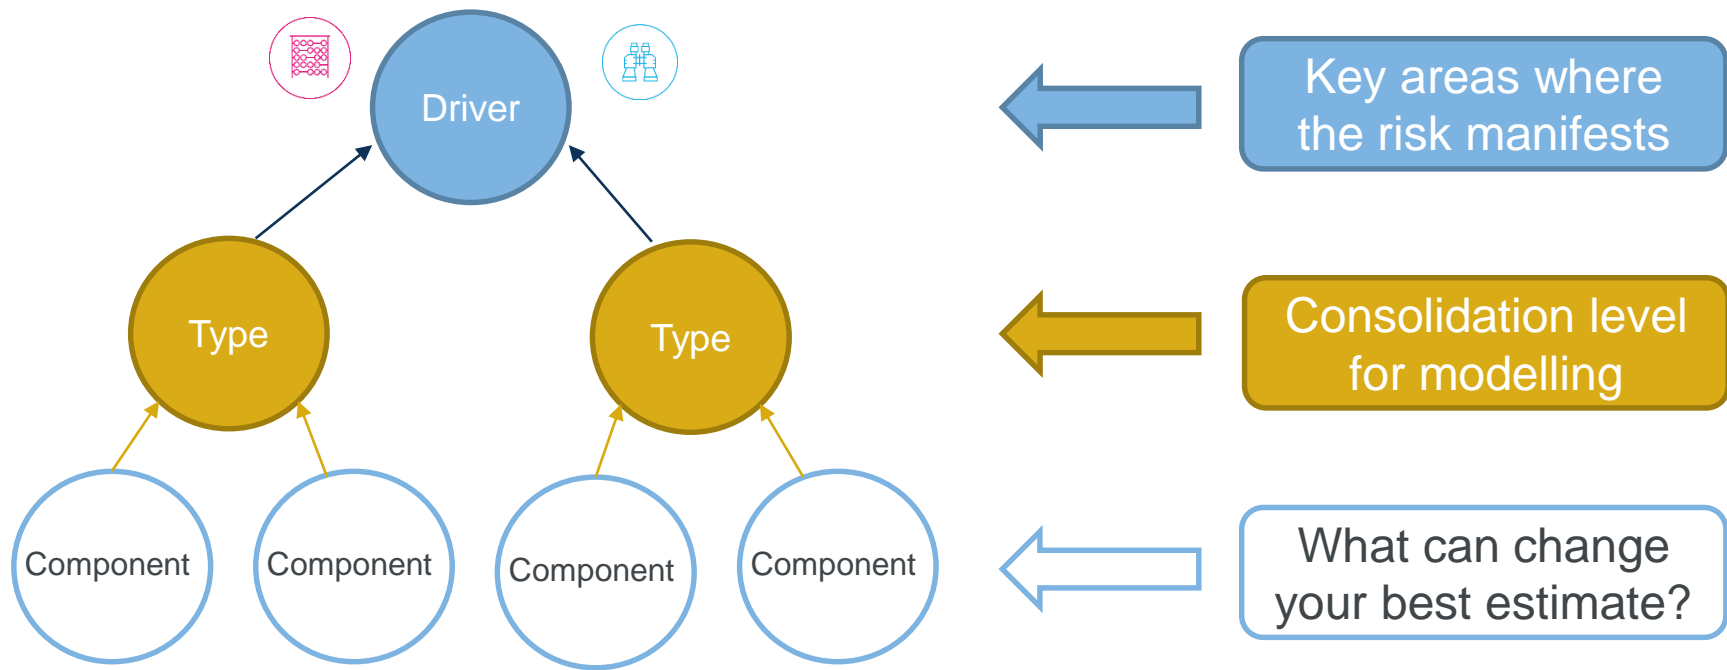 Driver
Key areas where
the risk manifests
Type
Type
Consolidation level
for modelling
Component
Component
Component
Component
What can change
your best estimate?